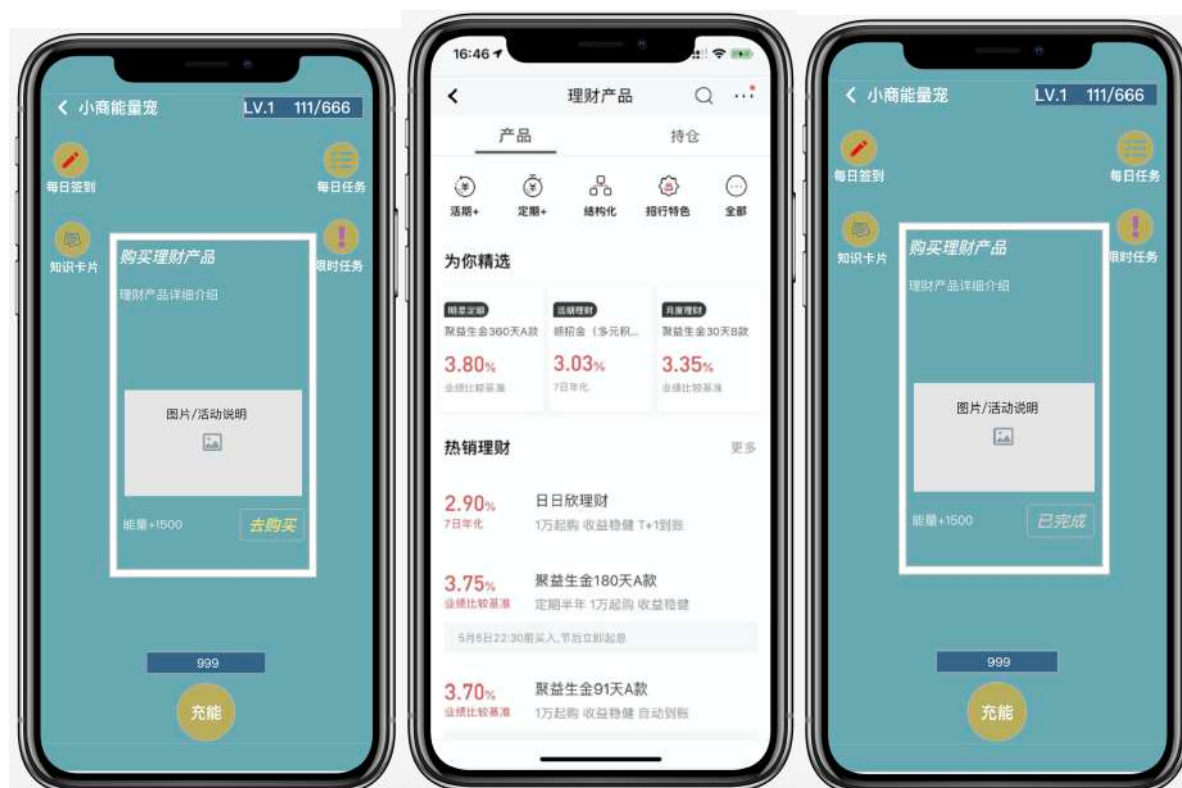 小商能量宠 LV.1 111/666
每日签到 每日任务
知识卡片 限时任务
购买理财产品
理财产品详细介绍
图片/活动说明
能量+1500 去购买
999
充能
16:46
理财产品
产品 持仓
活期+ 定期+ 结构化 招行特色 全部
为你精选
明星定期 活期理财 月度理财
聚益生金360天A款 朝招金（多元积... 聚益生金30天B款
3.80% 3.03% 3.35%
业绩比较基准 7日年化 业绩比较基准
热销理财 更多
2.90% 日日欣理财
7日年化 1万起购 收益稳健 T+1到账
3.75% 聚益生金180天A款
业绩比较基准 定期半年 1万起购 收益稳健
5月5日22:30前买入,节后立即起息
3.70% 聚益生金91天A款
业绩比较基准 1万起购 收益稳健 自动到账
小商能量宠 LV.1 111/666
每日签到 每日任务
知识卡片 限时任务
购买理财产品
理财产品详细介绍
图片/活动说明
能量+1500 已完成
999
充能